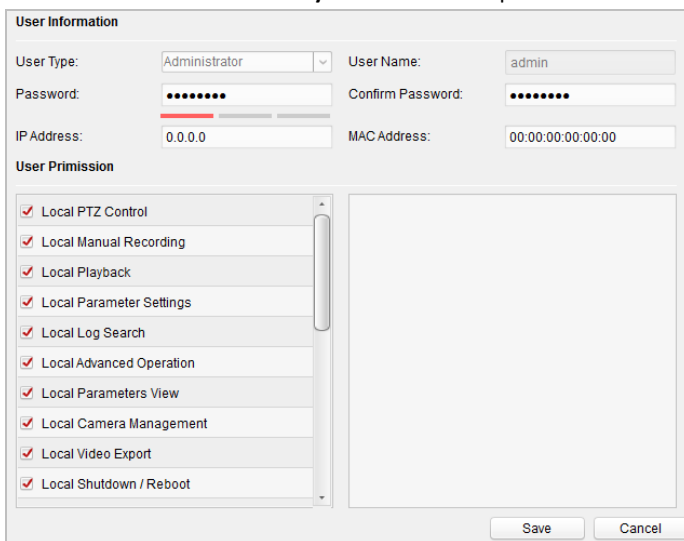 User Information
User Type: Administrator User Name: admin
Password: ●●●●●●●● Confirm Password: ●●●●●●●●
IP Address: 0.0.0.0 MAC Address: 00:00:00:00:00:00
User Primission
Local PTZ Control
Local Manual Recording
Local Playback
Local Parameter Settings
Local Log Search
Local Advanced Operation
Local Parameters View
Local Camera Management
Local Video Export
Local Shutdown / Reboot
Save Cancel